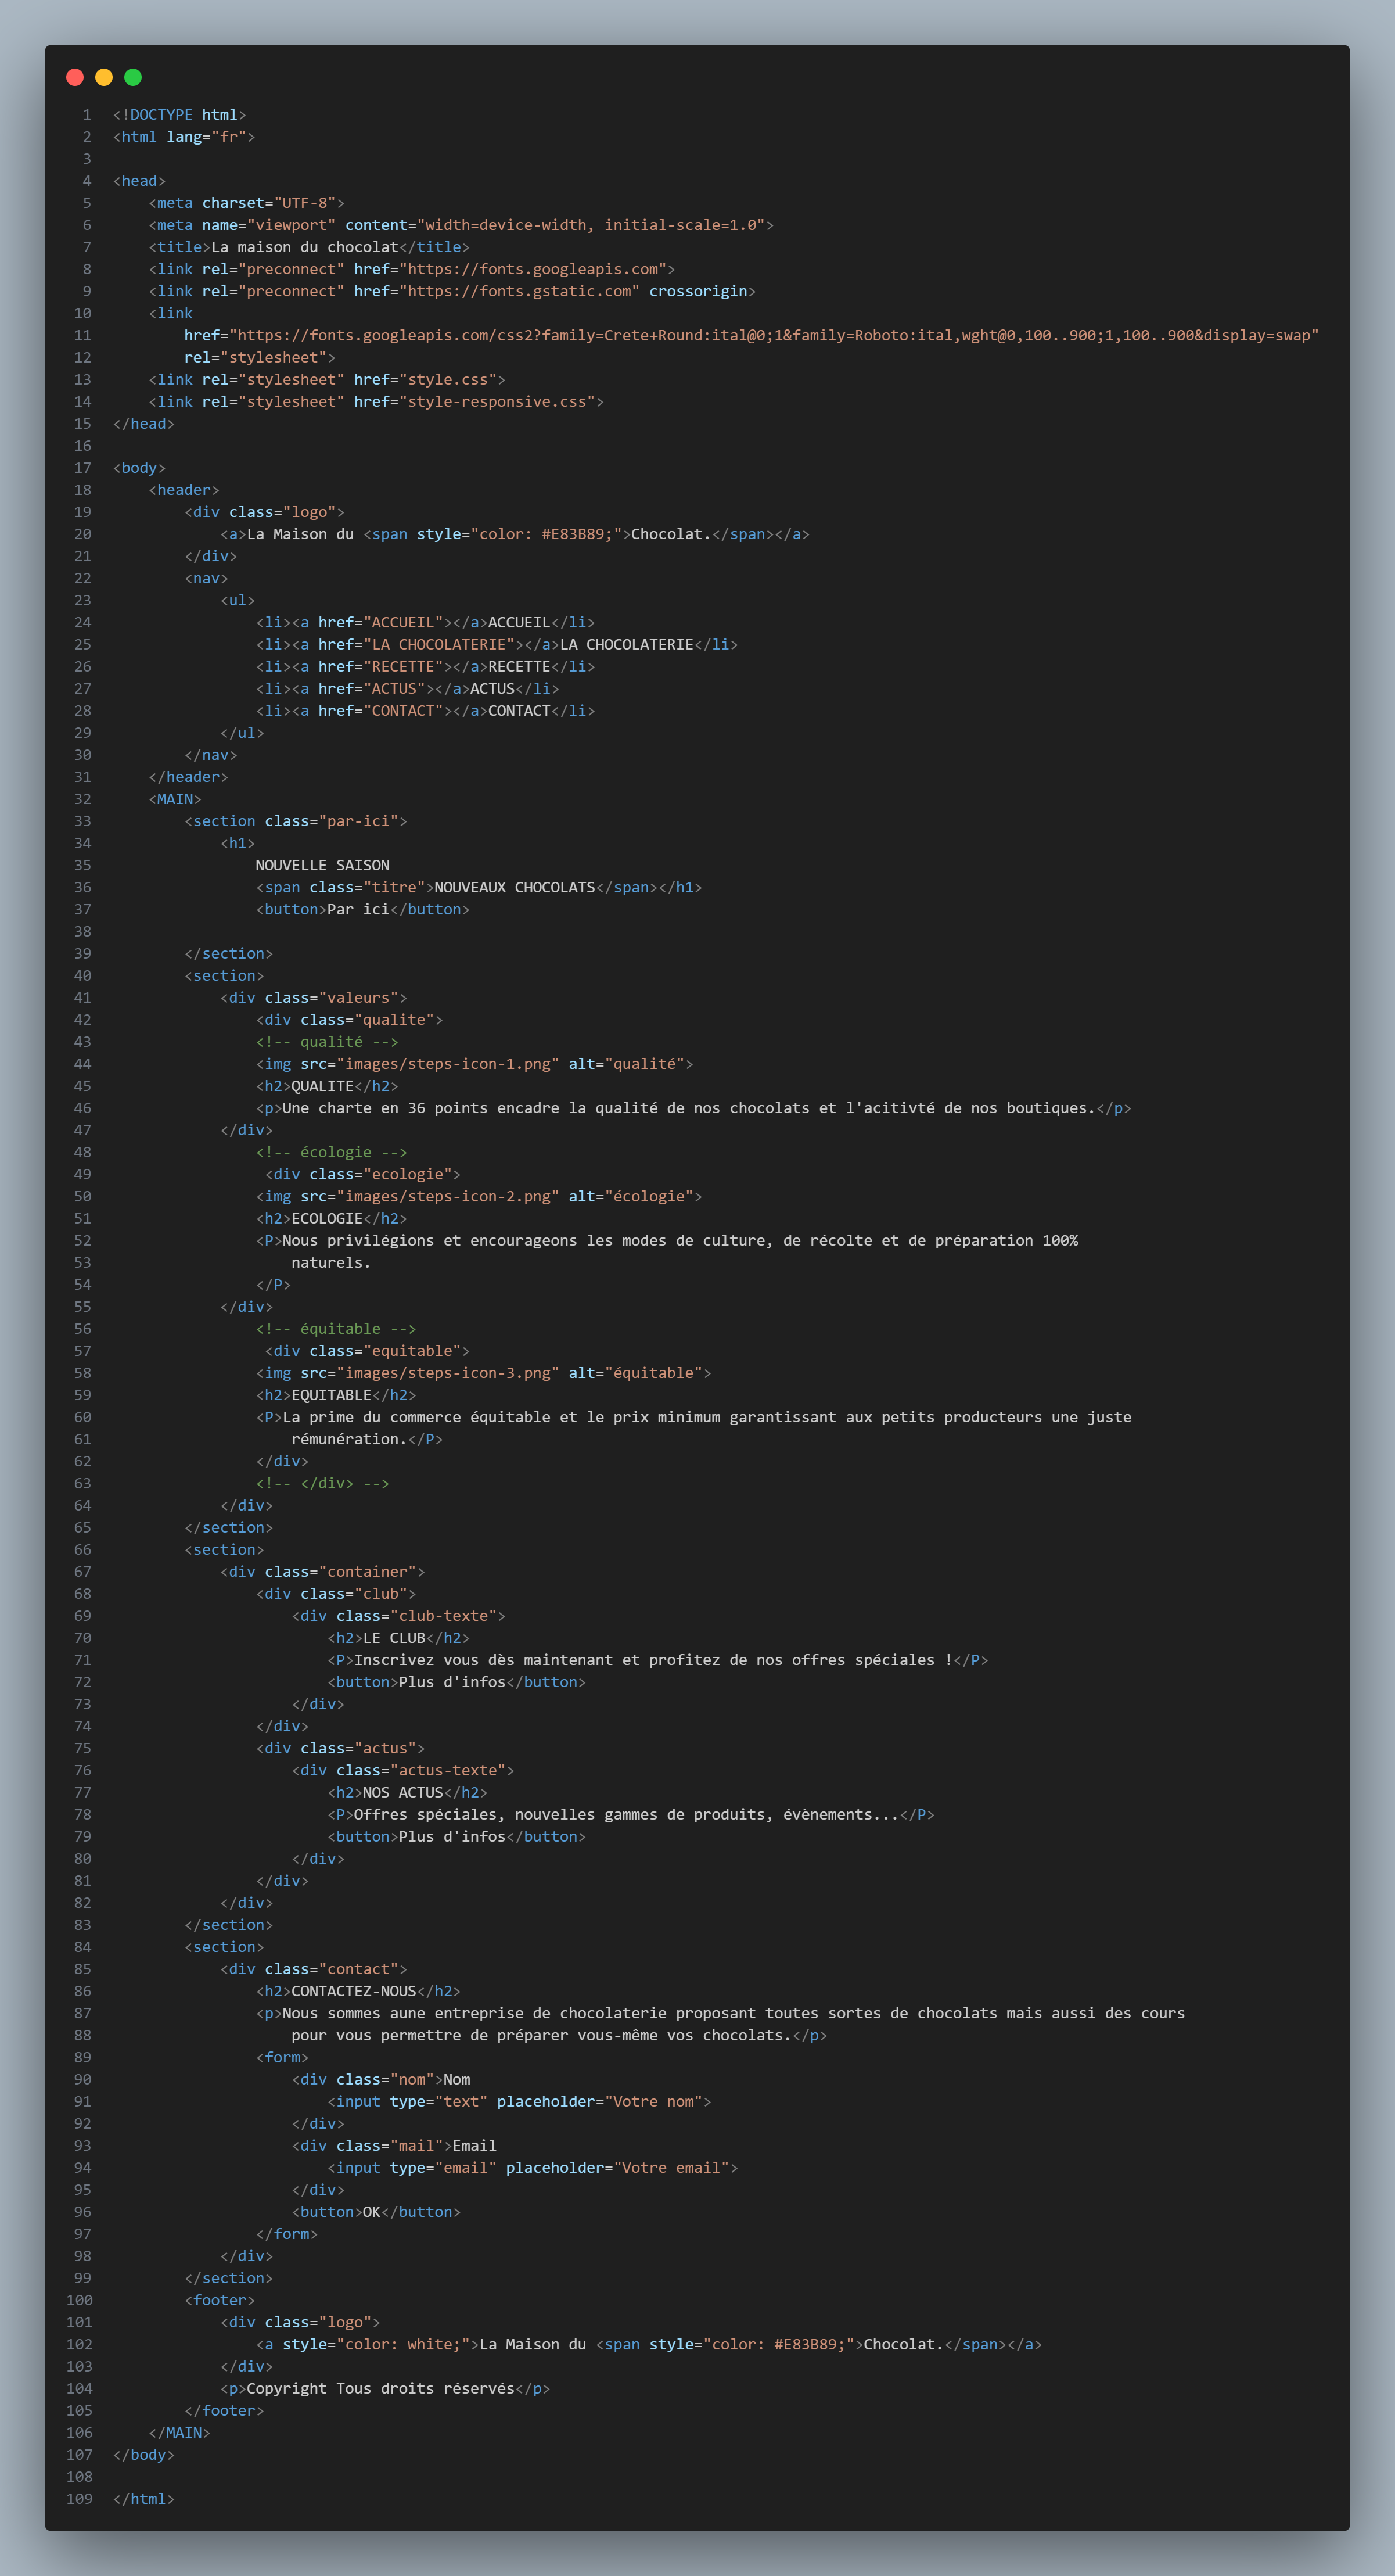 1 <!DOCTYPE html>
2 <html lang="fr">
3
4 <head>
5     <meta charset="UTF-8">
6     <meta name="viewport" content="width=device-width, initial-scale=1.0">
7     <title>La maison du chocolat</title>
8     <link rel="preconnect" href="https://fonts.googleapis.com">
9     <link rel="preconnect" href="https://fonts.gstatic.com" crossorigin>
10     <link
11         href="https://fonts.googleapis.com/css2?family=Crete+Round:ital@0;1&family=Roboto:ital,wght@0,100..900;1,100..900&display=swap"
12         rel="stylesheet">
13     <link rel="stylesheet" href="style.css">
14     <link rel="stylesheet" href="style-responsive.css">
15 </head>
16
17 <body>
18     <header>
19         <div class="logo">
20             <a>La Maison du <span style="color: #E83B89;">Chocolat.</span></a>
21         </div>
22         <nav>
23             <ul>
24                 <li><a href="ACCUEIL"></a>ACCUEIL</li>
25                 <li><a href="LA CHOCOLATERIE"></a>LA CHOCOLATERIE</li>
26                 <li><a href="RECETTE"></a>RECETTE</li>
27                 <li><a href="ACTUS"></a>ACTUS</li>
28                 <li><a href="CONTACT"></a>CONTACT</li>
29             </ul>
30         </nav>
31     </header>
32     <MAIN>
33         <section class="par-ici">
34             <h1>
35                 NOUVELLE SAISON
36                 <span class="titre">NOUVEAUX CHOCOLATS</span></h1>
37                 <button>Par ici</button>
38
39         </section>
40         <section>
41             <div class="valeurs">
42                 <div class="qualite">
43                 <!-- qualité -->
44                 <img src="images/steps-icon-1.png" alt="qualité">
45                 <h2>QUALITE</h2>
46                 <p>Une charte en 36 points encadre la qualité de nos chocolats et l'acitivté de nos boutiques.</p>
47             </div>
48                 <!-- écologie -->
49                  <div class="ecologie">
50                 <img src="images/steps-icon-2.png" alt="écologie">
51                 <h2>ECOLOGIE</h2>
52                 <P>Nous privilégions et encourageons les modes de culture, de récolte et de préparation 100%
53                     naturels.
54                 </P>
55             </div>
56                 <!-- équitable -->
57                  <div class="equitable">
58                 <img src="images/steps-icon-3.png" alt="équitable">
59                 <h2>EQUITABLE</h2>
60                 <P>La prime du commerce équitable et le prix minimum garantissant aux petits producteurs une juste
61                     rémunération.</P>
62                 </div>
63                 <!-- </div> -->
64             </div>
65         </section>
66         <section>
67             <div class="container">
68                 <div class="club">
69                     <div class="club-texte">
70                         <h2>LE CLUB</h2>
71                         <P>Inscrivez vous dès maintenant et profitez de nos offres spéciales !</P>
72                         <button>Plus d'infos</button>
73                     </div>
74                 </div>
75                 <div class="actus">
76                     <div class="actus-texte">
77                         <h2>NOS ACTUS</h2>
78                         <P>Offres spéciales, nouvelles gammes de produits, évènements...</P>
79                         <button>Plus d'infos</button>
80                     </div>
81                 </div>
82             </div>
83         </section>
84         <section>
85             <div class="contact">
86                 <h2>CONTACTEZ-NOUS</h2>
87                 <p>Nous sommes aune entreprise de chocolaterie proposant toutes sortes de chocolats mais aussi des cours
88                     pour vous permettre de préparer vous-même vos chocolats.</p>
89                 <form>
90                     <div class="nom">Nom
91                         <input type="text" placeholder="Votre nom">
92                     </div>
93                     <div class="mail">Email
94                         <input type="email" placeholder="Votre email">
95                     </div>
96                     <button>OK</button>
97                 </form>
98             </div>
99         </section>
100         <footer>
101             <div class="logo">
102                 <a style="color: white;">La Maison du <span style="color: #E83B89;">Chocolat.</span></a>
103             </div>
104             <p>Copyright Tous droits réservés</p>
105         </footer>
106     </MAIN>
107 </body>
108
109 </html>